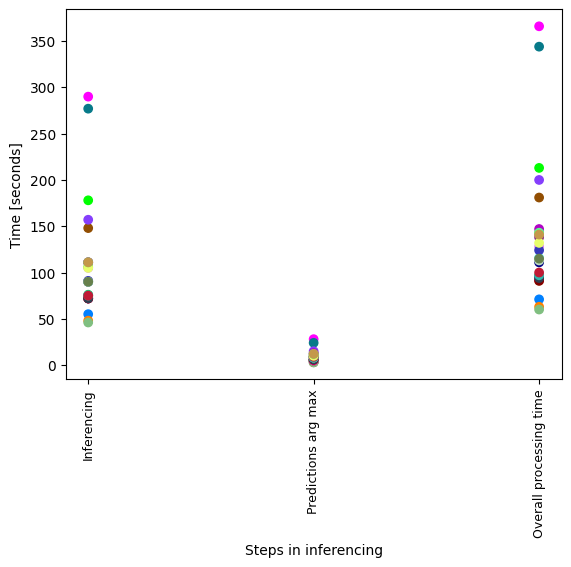 350
300
250
200
150
100
50
0
Time [seconds]
Inferencing
Predictions arg max
Overall processing time
Steps in inferencing